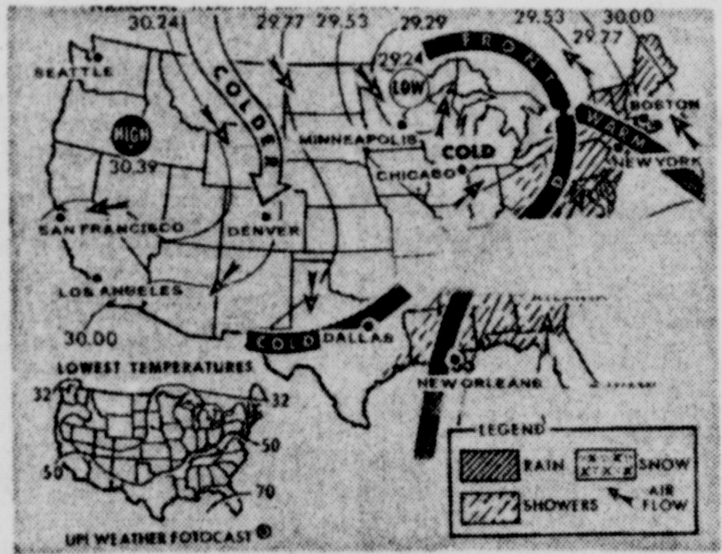 30.24 29.77 29.53 29.29 29.53 30.00
29.77
29.24
FRONT
SEATTLE
COLDER
LOW
BOSTON
HIGH
MINNEAPOLIS
COLD
WARM
30.39
CHICAGO
NEW YORK
SAN FRANCISCO
DENVER
LOS ANGELES
30.00
COLD
DALLAS
LOWEST TEMPERATURES
NEW ORLEANS
32
32
50
50
70
LEGEND
RAIN
SNOW
SHOWERS
AIR
FLOW
UPI WEATHER FOTOCAST ®